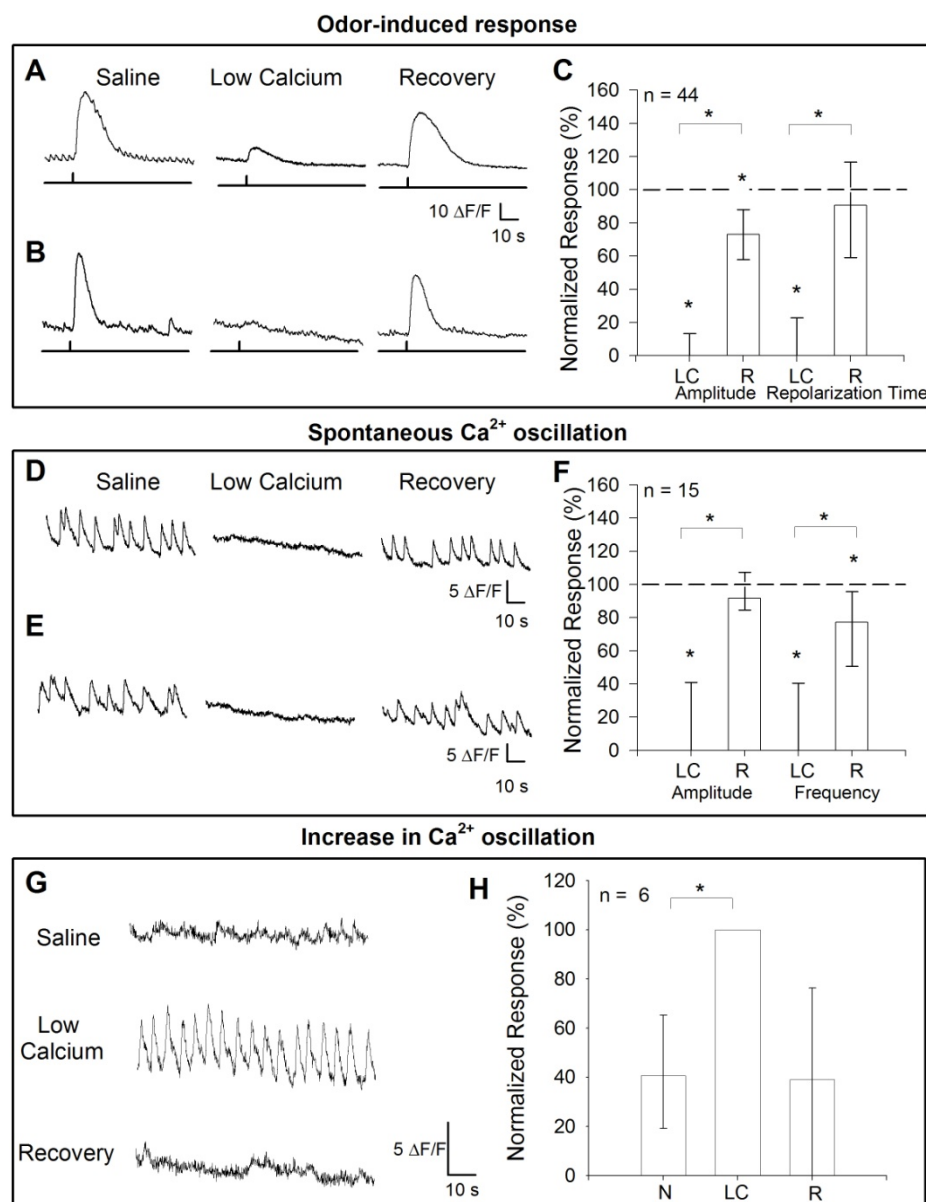 Odor-induced response
A
Saline
Low Calcium
Recovery
10 ΔF/F
10 s
B
C
n = 44
Normalized Response (%)
160
140
120
100
80
60
40
20
0
*
*
*
*
*
LC
R
LC
R
Amplitude
Repolarization Time
Spontaneous Ca²⁺ oscillation
D
Saline
Low Calcium
Recovery
5 ΔF/F
10 s
E
5 ΔF/F
10 s
F
n = 15
Normalized Response (%)
160
140
120
100
80
60
40
20
0
*
*
*
*
*
LC
R
LC
R
Amplitude
Frequency
Increase in Ca²⁺ oscillation
G
Saline
Low
Calcium
Recovery
5 ΔF/F
10 s
H
n = 6
Normalized Response (%)
120
100
80
60
40
20
0
*
N
LC
R